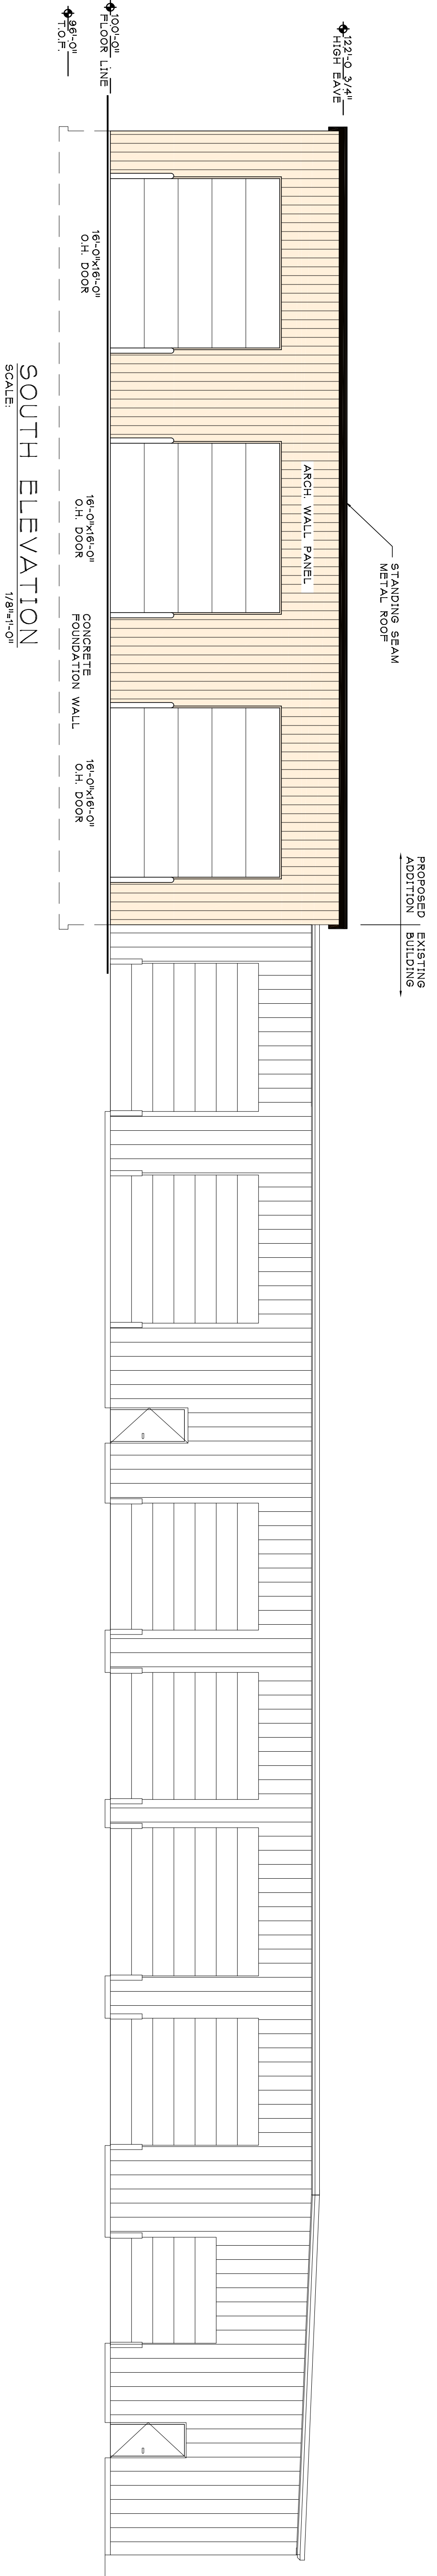 122'-0 3/4"
HIGH EAVE
100'-0"
FLOOR LINE
96'-0"
T.O.F.
STANDING SEAM
METAL ROOF
PROPOSED
ADDITION
EXISTING
BUILDING
ARCH. WALL PANEL
16'-0"x16'-0"
O.H. DOOR
16'-0"x16'-0"
O.H. DOOR
CONCRETE
FOUNDATION WALL
16'-0"x16'-0"
O.H. DOOR
SOUTH ELEVATION
SCALE: 1/8"=1'-0"